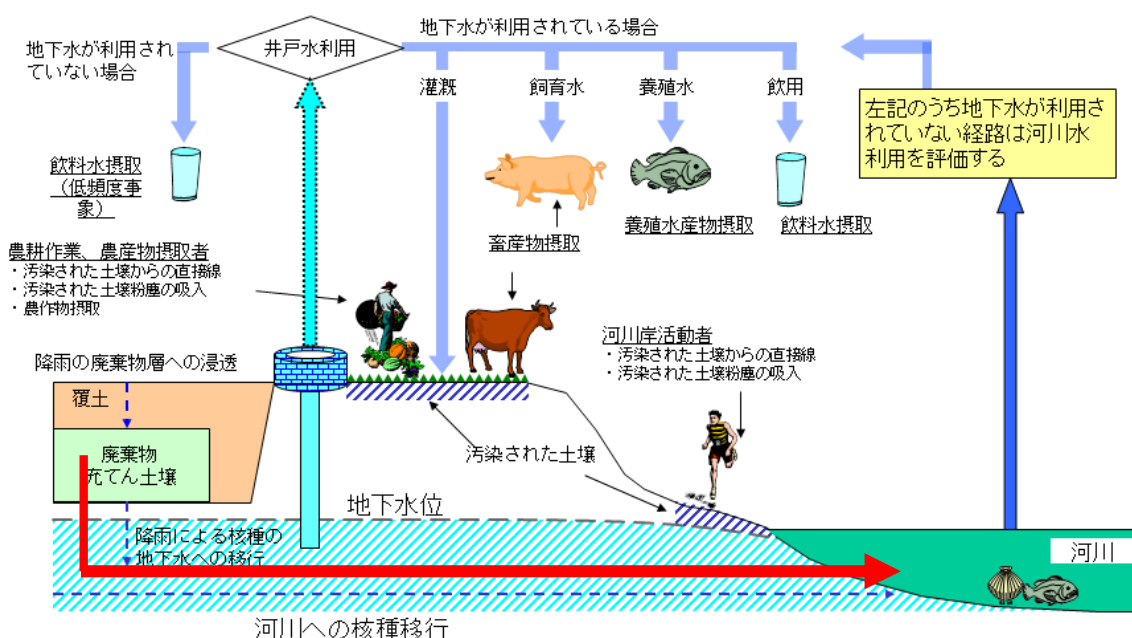 地下水が利用され
ていない場合
井戸水利用
地下水が利用されている場合
灌漑
飼育水
養殖水
飲用
左記のうち地下水が利用さ
れていない経路は河川水
利用を評価する
飲料水摂取
(低頻度事
象)
畜産物摂取
養殖水産物摂取
飲料水摂取
農耕作業、農産物摂取者
・汚染された土壌からの直接線
・汚染された土壌粉塵の吸入
・農作物摂取
河川岸活動者
・汚染された土壌からの直接線
・汚染された土壌粉塵の吸入
降雨の廃棄物層への浸透
覆土
廃棄物
充てん土壌
汚染された土壌
地下水位
降雨による核種の
地下水への移行
河川
河川への核種移行